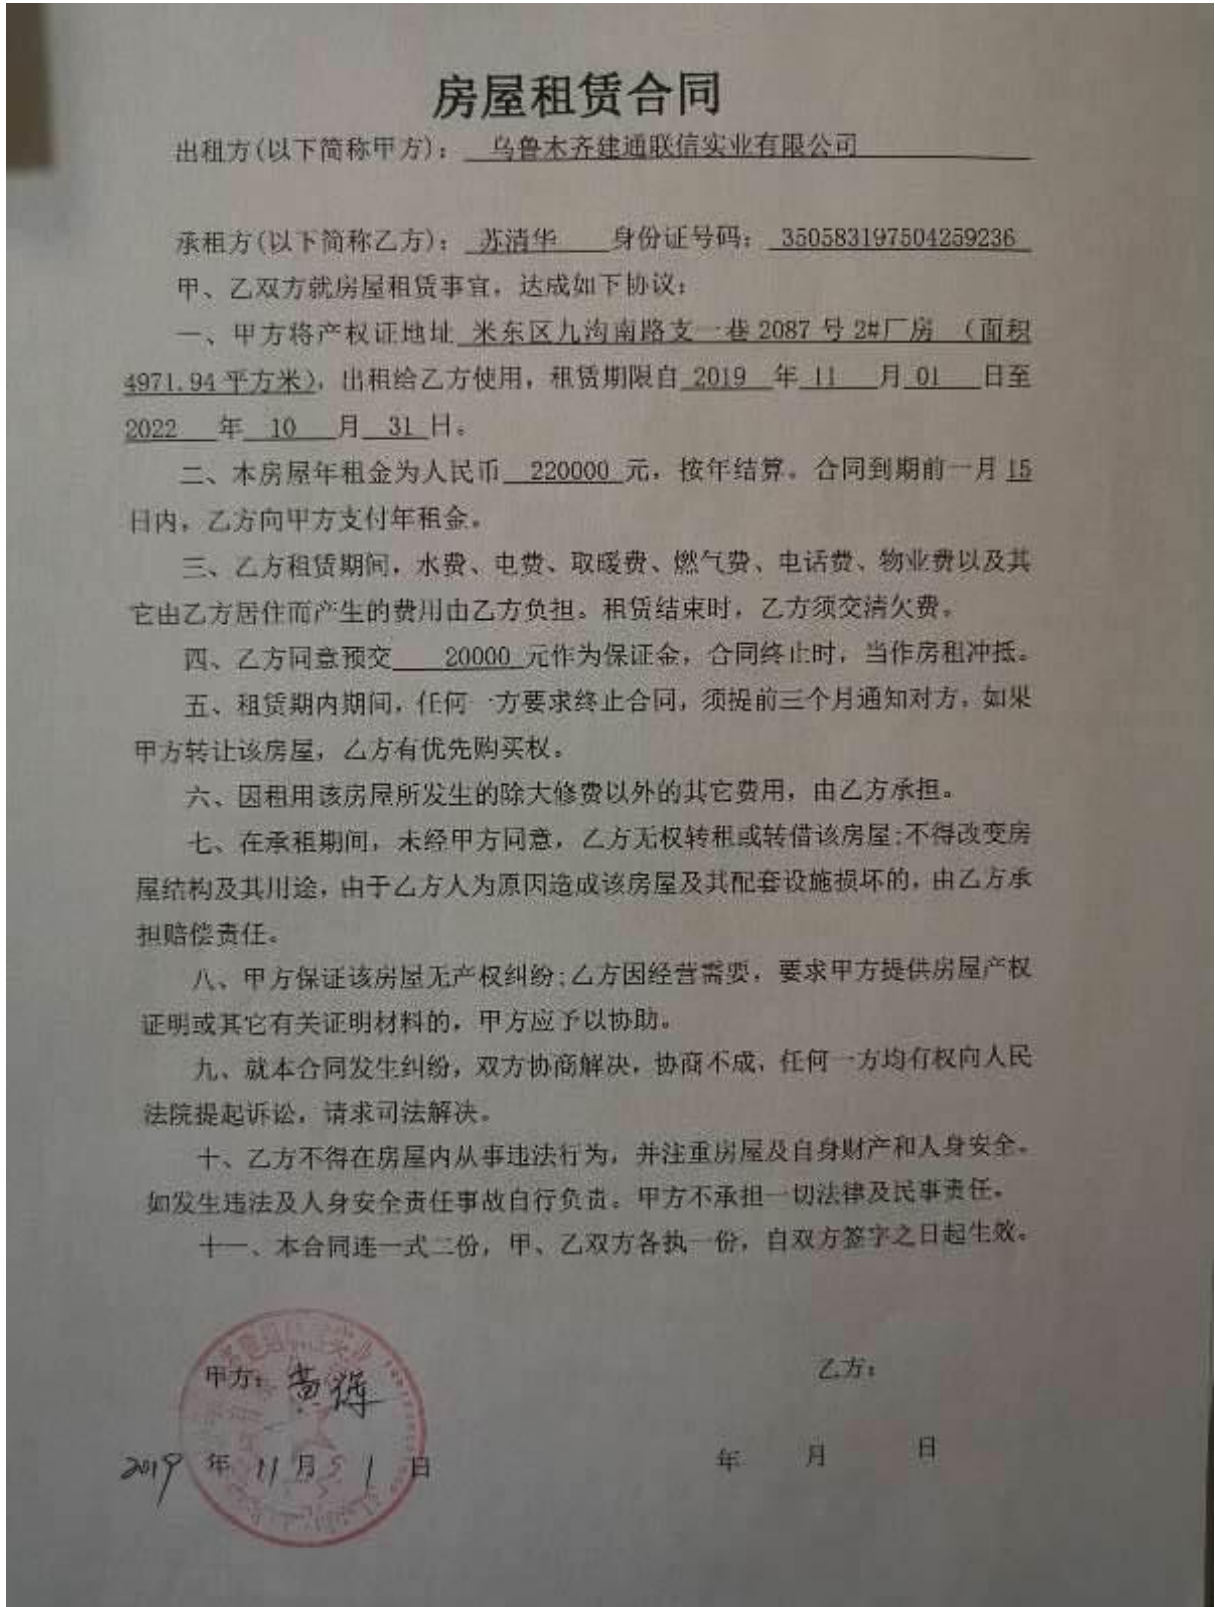 房屋租赁合同
出租方(以下简称甲方)： 乌鲁木齐建通联信实业有限公司
承租方(以下简称乙方)： 苏清华 身份证号码： 350583197504259236
甲、乙双方就房屋租赁事宜，达成如下协议：
一、甲方将产权证地址 米东区九沟南路支一巷 2087 号 2#厂房 （面积
4971.94 平方米），出租给乙方使用，租赁期限自 2019 年 11 月 01 日至
2022 年 10 月 31 日。
二、本房屋年租金为人民币 220000 元，按年结算。合同到期前一月 15
日内，乙方向甲方支付年租金。
三、乙方租赁期间，水费、电费、取暖费、燃气费、电话费、物业费以及其
它由乙方居住而产生的费用由乙方负担。租赁结束时，乙方须交清欠费。
四、乙方同意预交 20000 元作为保证金，合同终止时，当作房租冲抵。
五、租赁期内期间，任何一方要求终止合同，须提前三个月通知对方，如果
甲方转让该房屋，乙方有优先购买权。
六、因租用该房屋所发生的除大修费以外的其它费用，由乙方承担。
七、在承租期间，未经甲方同意，乙方无权转租或转借该房屋;不得改变房
屋结构及其用途，由于乙方人为原因造成该房屋及其配套设施损坏的，由乙方承
担赔偿责任。
八、甲方保证该房屋无产权纠纷;乙方因经营需要，要求甲方提供房屋产权
证明或其它有关证明材料的，甲方应予以协助。
九、就本合同发生纠纷，双方协商解决，协商不成，任何一方均有权向人民
法院提起诉讼，请求司法解决。
十、乙方不得在房屋内从事违法行为，并注重房屋及自身财产和人身安全。
如发生违法及人身安全责任事故自行负责。甲方不承担一切法律及民事责任。
十一、本合同连一式二份，甲、乙双方各执一份，自双方签字之日起生效。
甲方： 黄辉 乙方：
2019 年 11 月 1 日 年 月 日